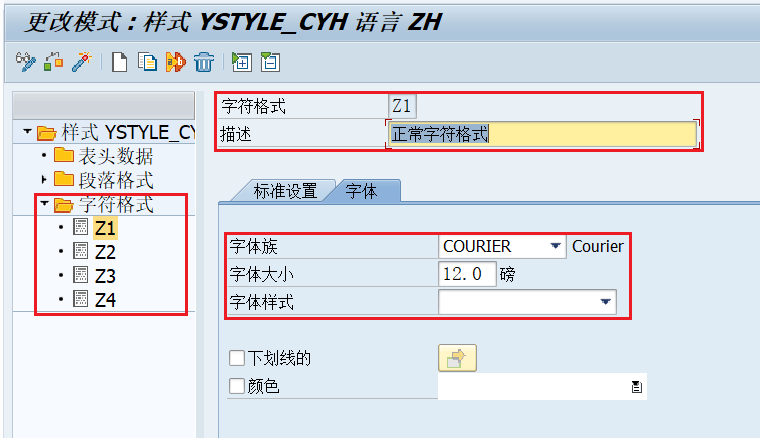 更改模式：样式 YSTYLE_CYH 语言 ZH
样式 YSTYLE_CY
表头数据
段落格式
字符格式
Z1
Z2
Z3
Z4
字符格式 Z1
描述 正常字符格式
标准设置 字体
字体族 COURIER Courier
字体大小 12.0 磅
字体样式
下划线的
颜色